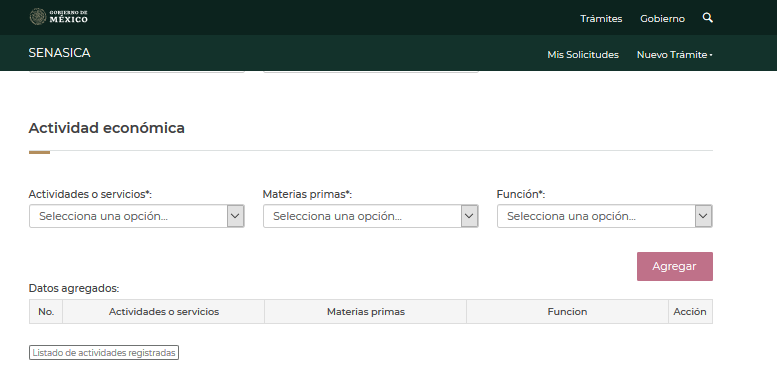 GOBIERNO DE
MÉXICO
Trámites
Gobierno
SENASICA
Mis Solicitudes
Nuevo Trámite
Actividad económica
Actividades o servicios*:
Materias primas*:
Función*:
Selecciona una opción...
Selecciona una opción...
Selecciona una opción...
Agregar
Datos agregados:
No.
Actividades o servicios
Materias primas
Funcion
Acción
Listado de actividades registradas